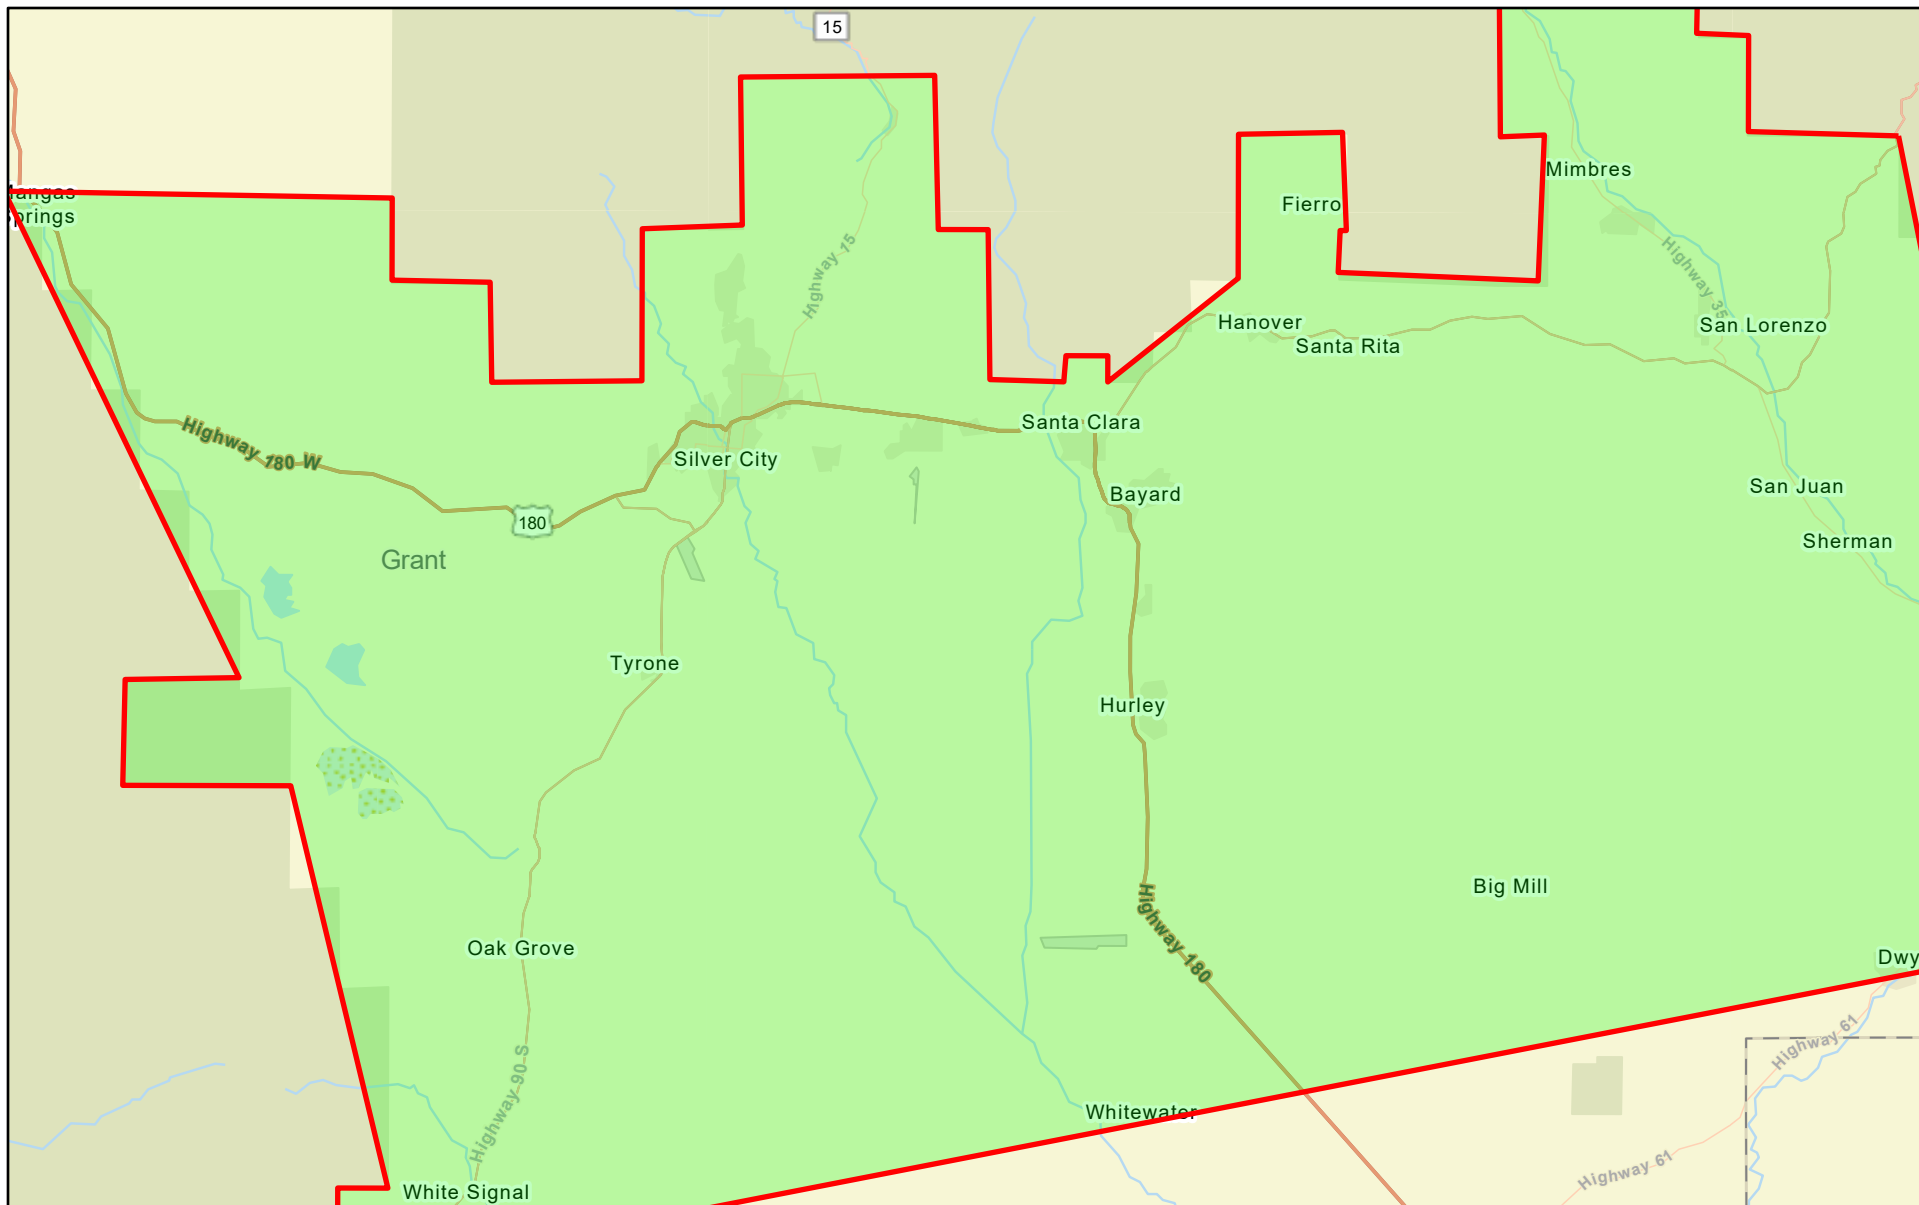 15
Mimbres
Fierro
Springs
Highway 15
Highway 35
Hanover
San Lorenzo
Santa Rita
Santa Clara
Highway 180 W
Silver City
Bayard
San Juan
180
Sherman
Grant
Tyrone
Hurley
Big Mill
Highway 180
Oak Grove
Dwy
Highway 61
Highway 90 S
Whitewater
Highway 61
White Signal